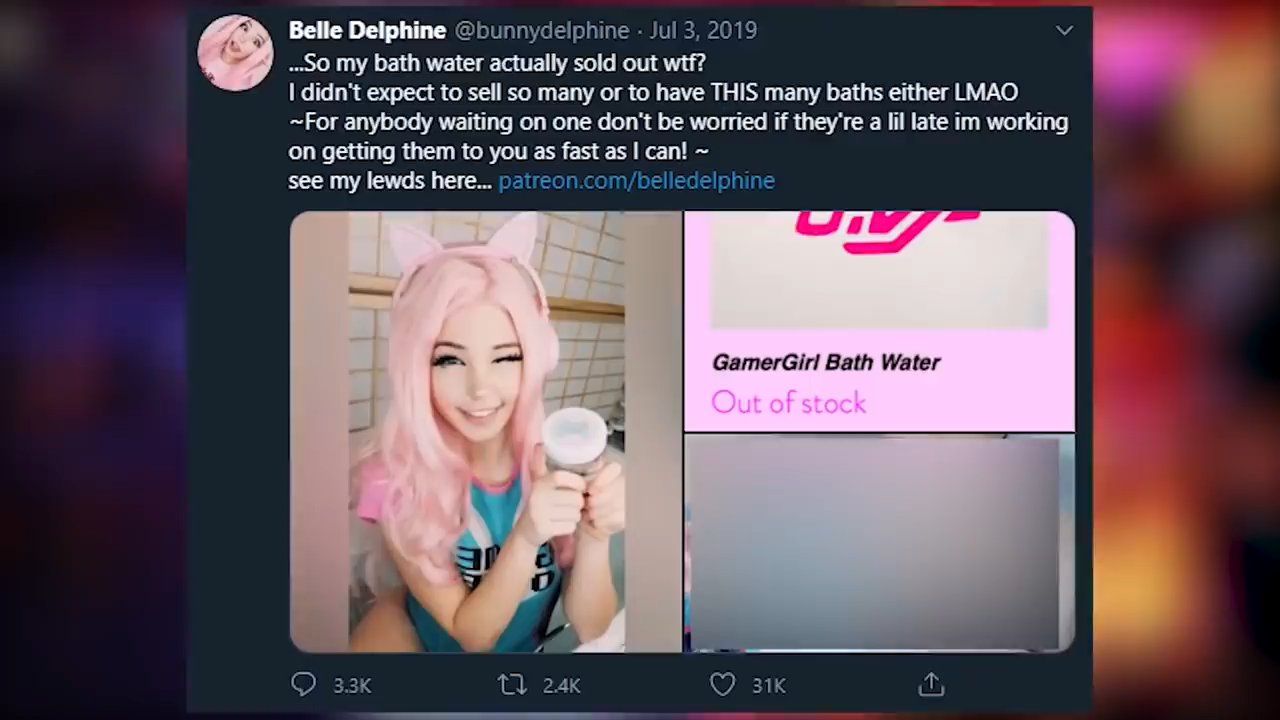 Belle Delphine @bunnydelphine · Jul 3, 2019
...So my bath water actually sold out wtf?
I didn't expect to sell so many or to have THIS many baths either LMAO
~For anybody waiting on one don't be worried if they're a lil late im working
on getting them to you as fast as I can! ~
see my lewds here... patreon.com/belledelphine
GamerGirl Bath Water
Out of stock
3.3K 2.4K 31K